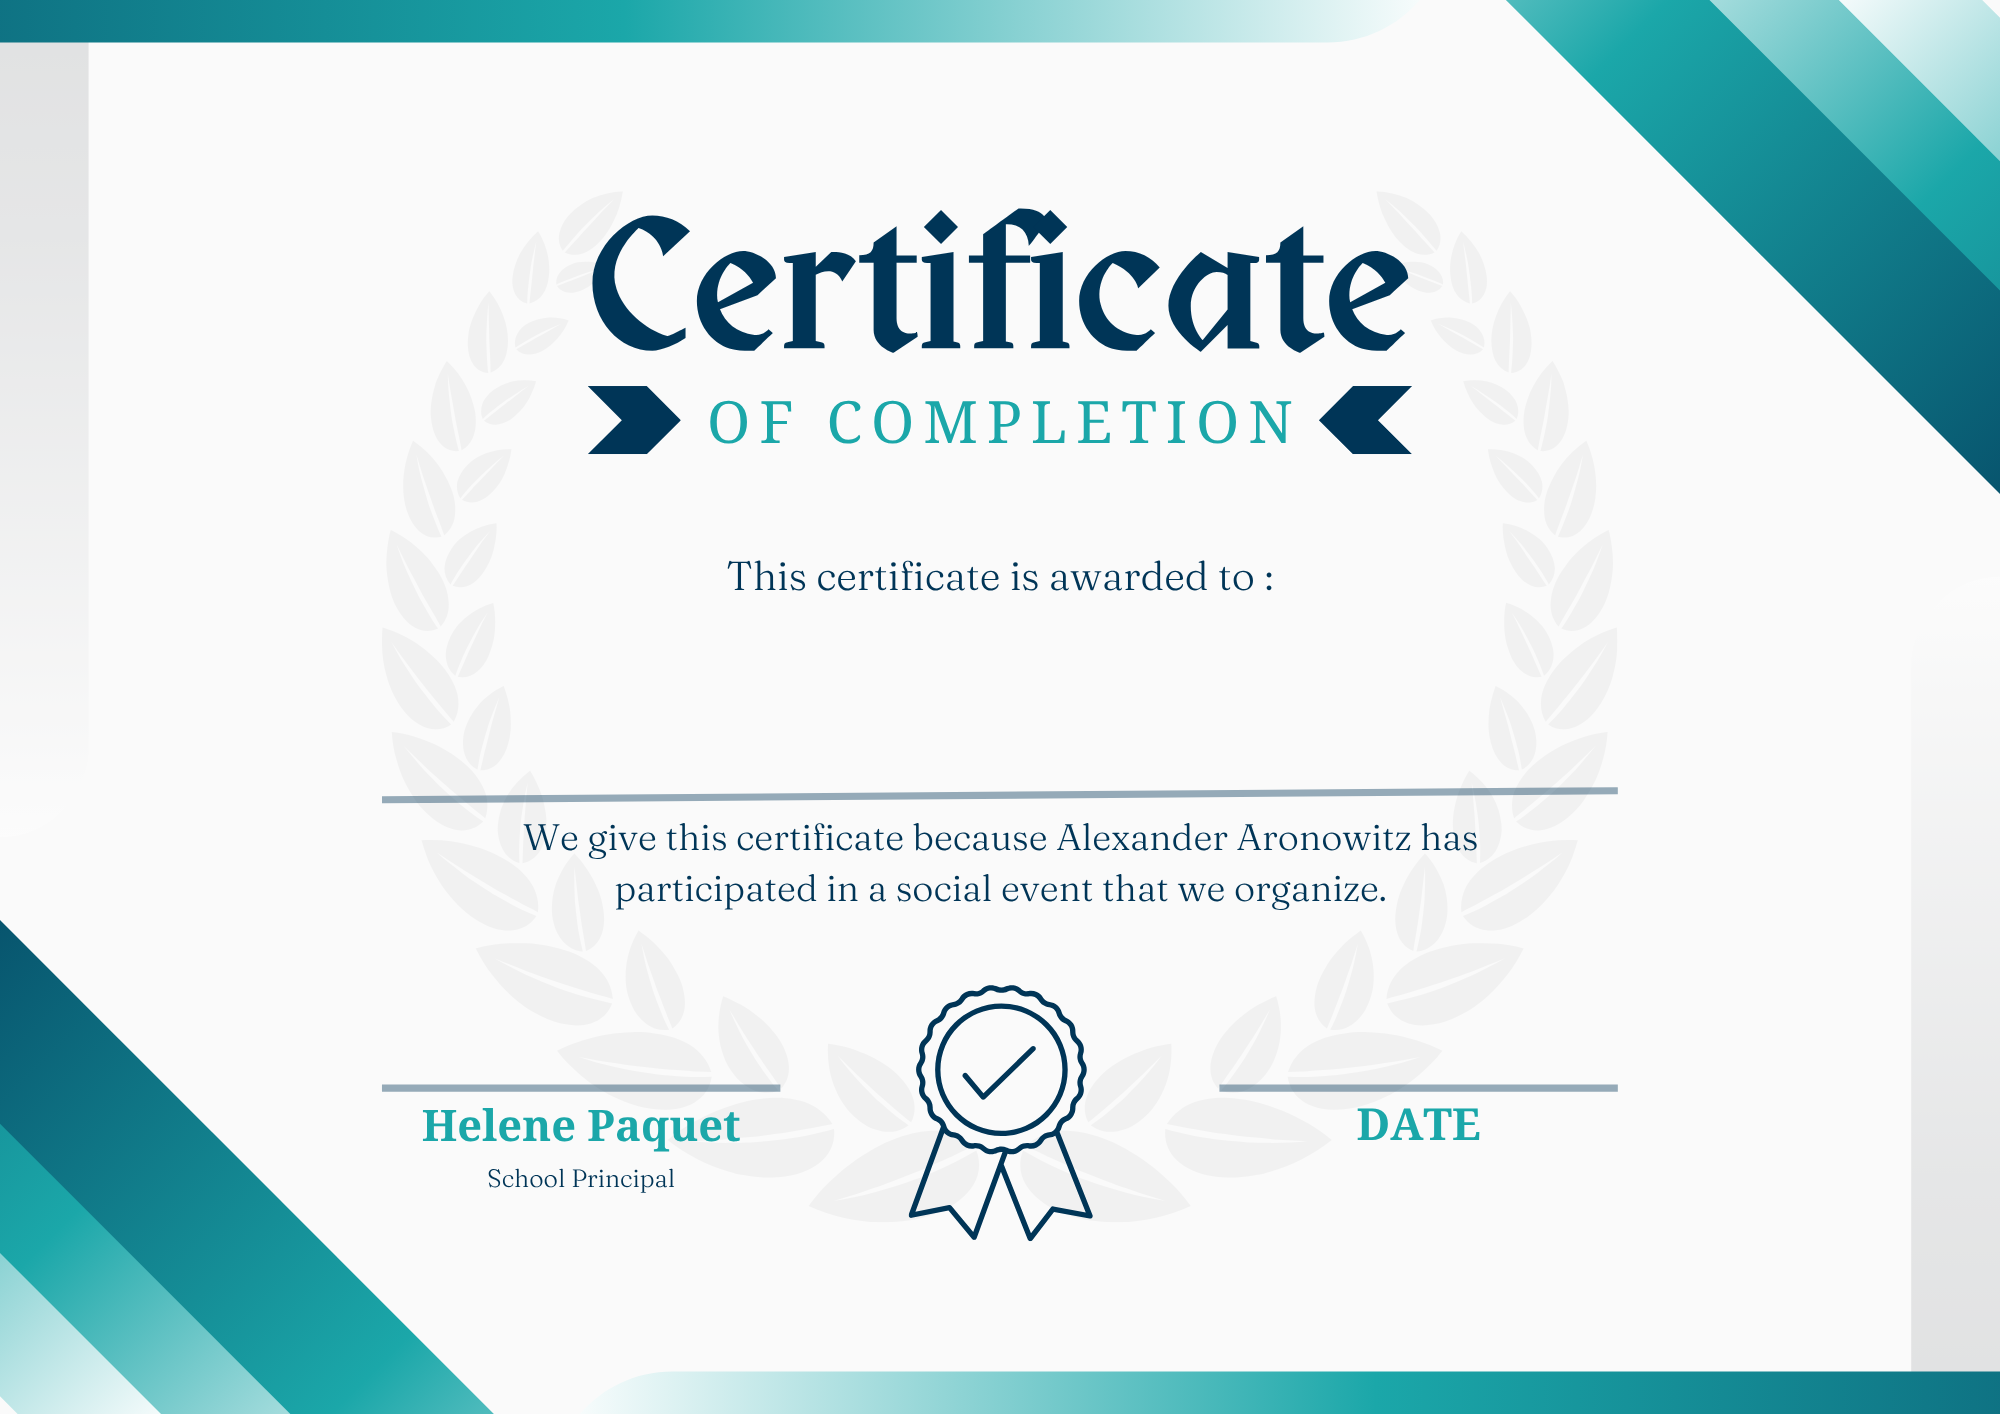 Certificate
OF COMPLETION
This certificate is awarded to :
We give this certificate because Alexander Aronowitz has
participated in a social event that we organize.
Helene Paquet
School Principal
DATE